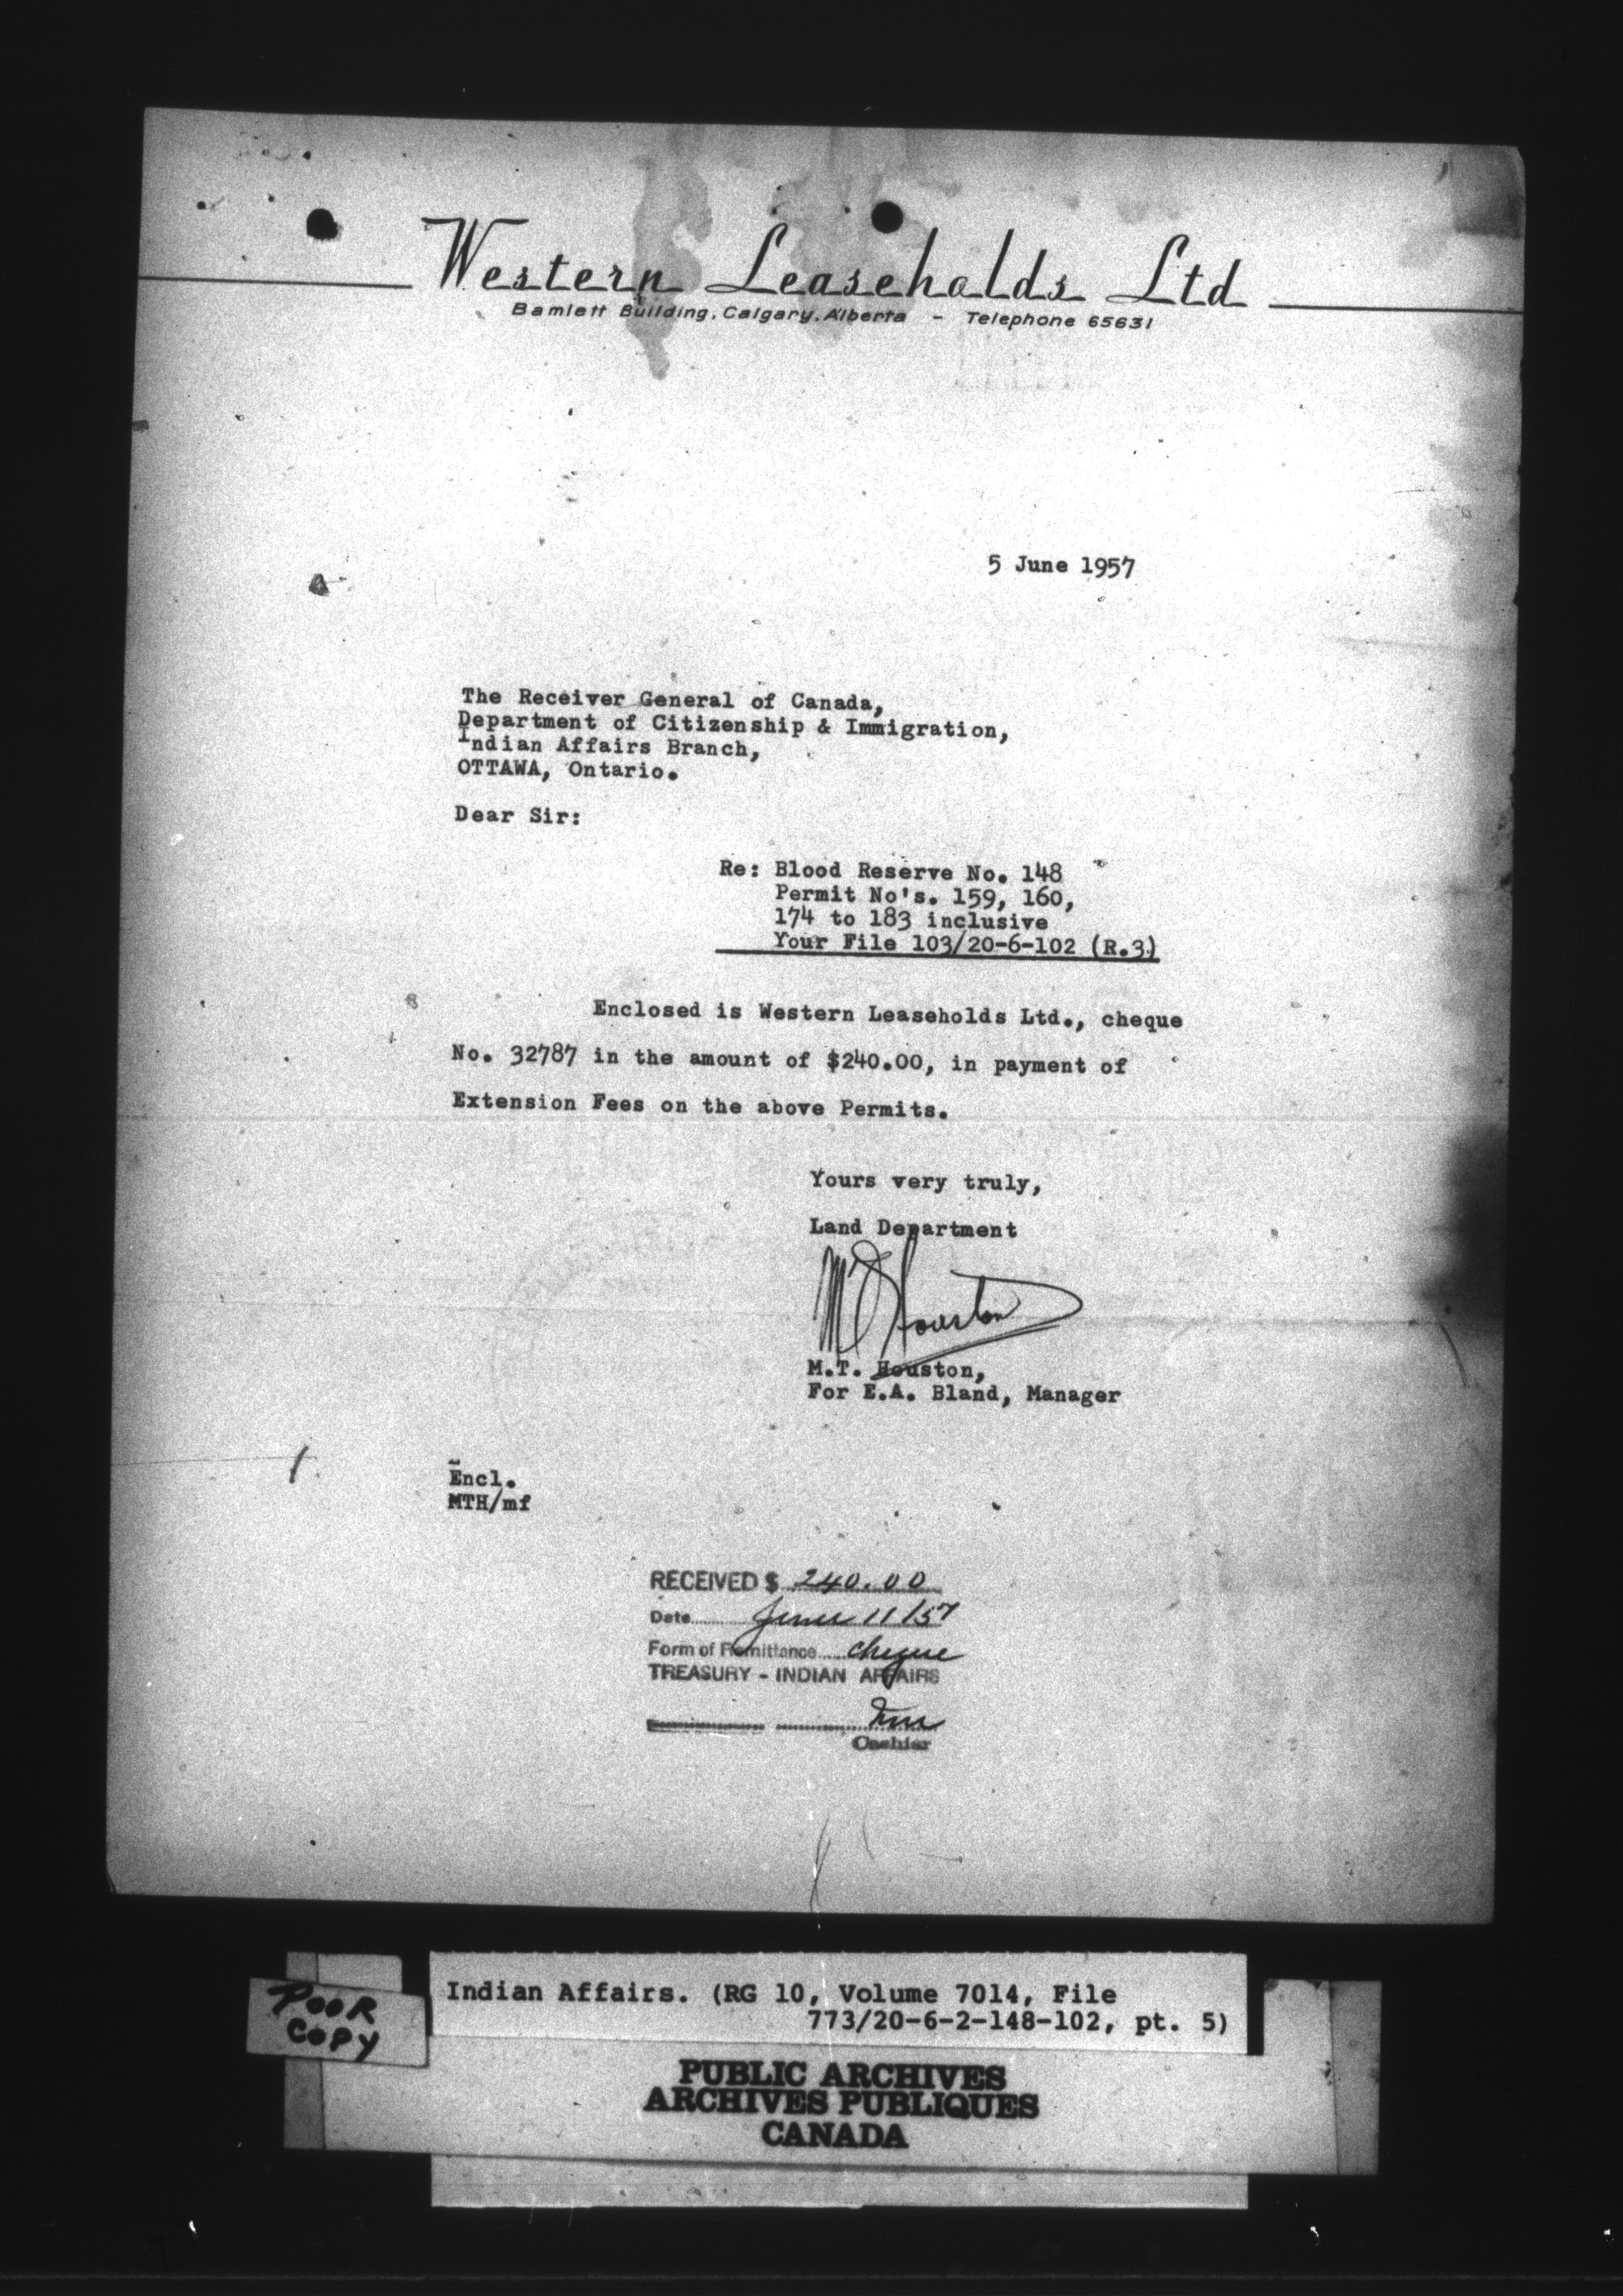 Western Leaseholds Ltd
Bamlett Building, Calgary, Alberta - Telephone 65631
5 June 1957
The Receiver General of Canada,
Department of Citizenship & Immigration,
Indian Affairs Branch,
OTTAWA, Ontario.
Dear Sir:
Re: Blood Reserve No. 148
Permit No's. 159, 160,
174 to 183 inclusive
Your File 103/20-6-102 (R.3)
Enclosed is Western Leaseholds Ltd., cheque
No. 32787 in the amount of $240.00, in payment of
Extension Fees on the above Permits.
Yours very truly,
Land Department
MT Houston
M.T. Houston,
For E.A. Bland, Manager
Encl.
MTH/mf
RECEIVED $ 240.00
Date June 11/57
Form of Remittance cheque
TREASURY - INDIAN AFFAIRS
Cashier
POOR
COPY
Indian Affairs. (RG 10, Volume 7014, File
773/20-6-2-148-102, pt. 5)
PUBLIC ARCHIVES
ARCHIVES PUBLIQUES
CANADA